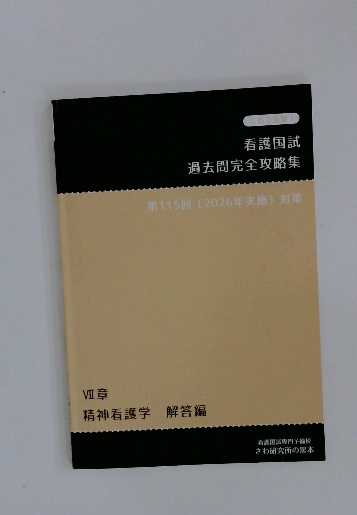 看護国試
過去問完全攻略集
第115回（2026年実施）対策
Ⅶ章
精神看護学　解答編
看護国試専門予備校
さわ研究所の黒本